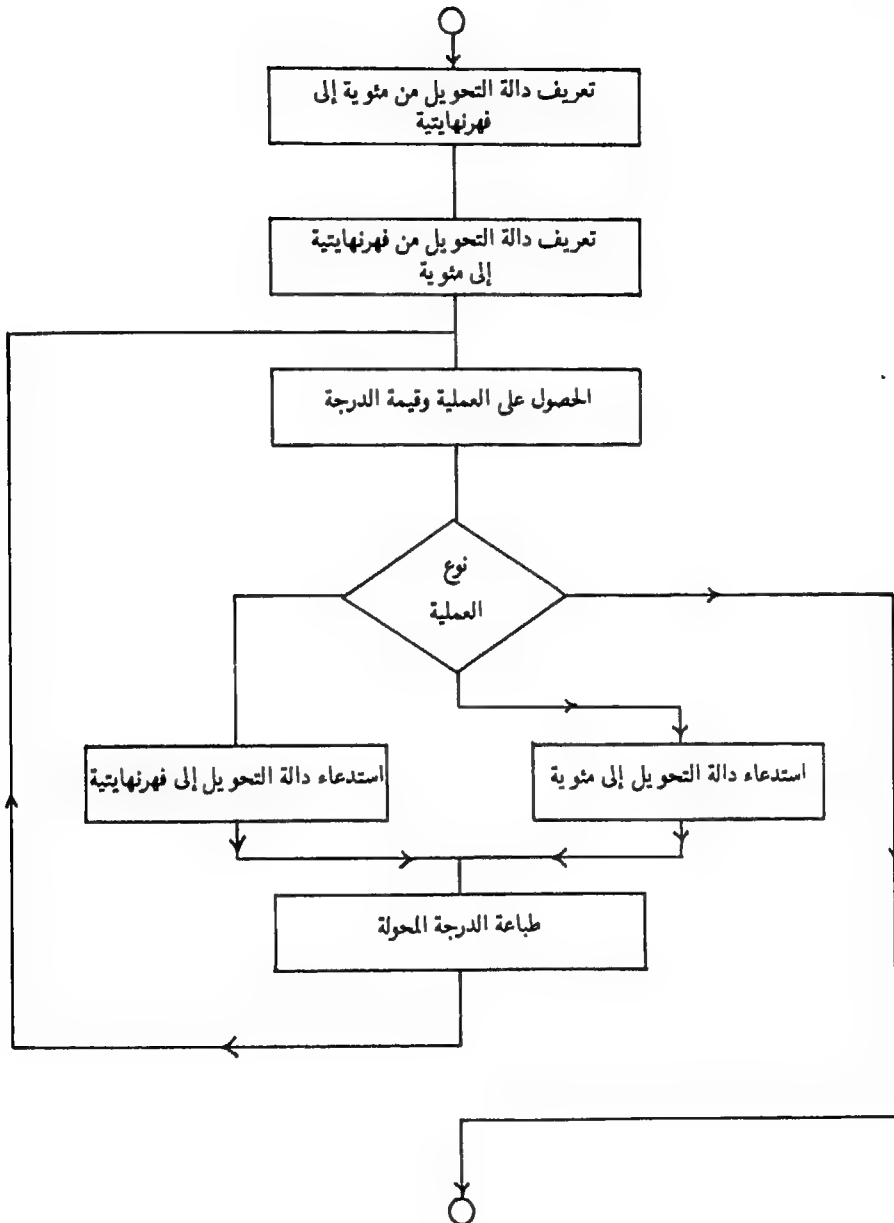 تعريف دالة التحويل من مئوية إلى
فهرنهايتية
تعريف دالة التحويل من فهرنهايتية
إلى مئوية
الحصول على العملية وقيمة الدرجة
نوع
العملية
استدعاء دالة التحويل إلى مئوية
استدعاء دالة التحويل إلى فهرنهايتية
طباعة الدرجة المحولة